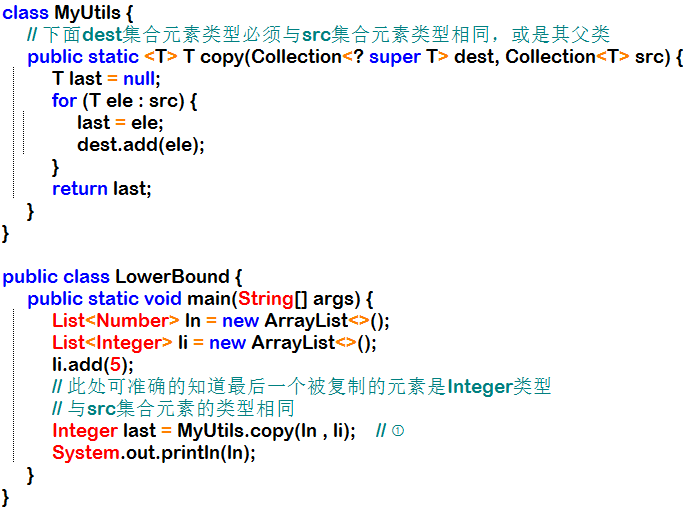 class MyUtils {
// 下面dest集合元素类型必须与src集合元素类型相同，或是其父类
public static <T> T copy(Collection<? super T> dest, Collection<T> src) {
T last = null;
for (T ele : src) {
last = ele;
dest.add(ele);
}
return last;
}
}
public class LowerBound {
public static void main(String[] args) {
List<Number> ln = new ArrayList<>();
List<Integer> li = new ArrayList<>();
li.add(5);
// 此处可准确的知道最后一个被复制的元素是Integer类型
// 与src集合元素的类型相同
Integer last = MyUtils.copy(ln , li); // ①
System.out.println(ln);
}
}